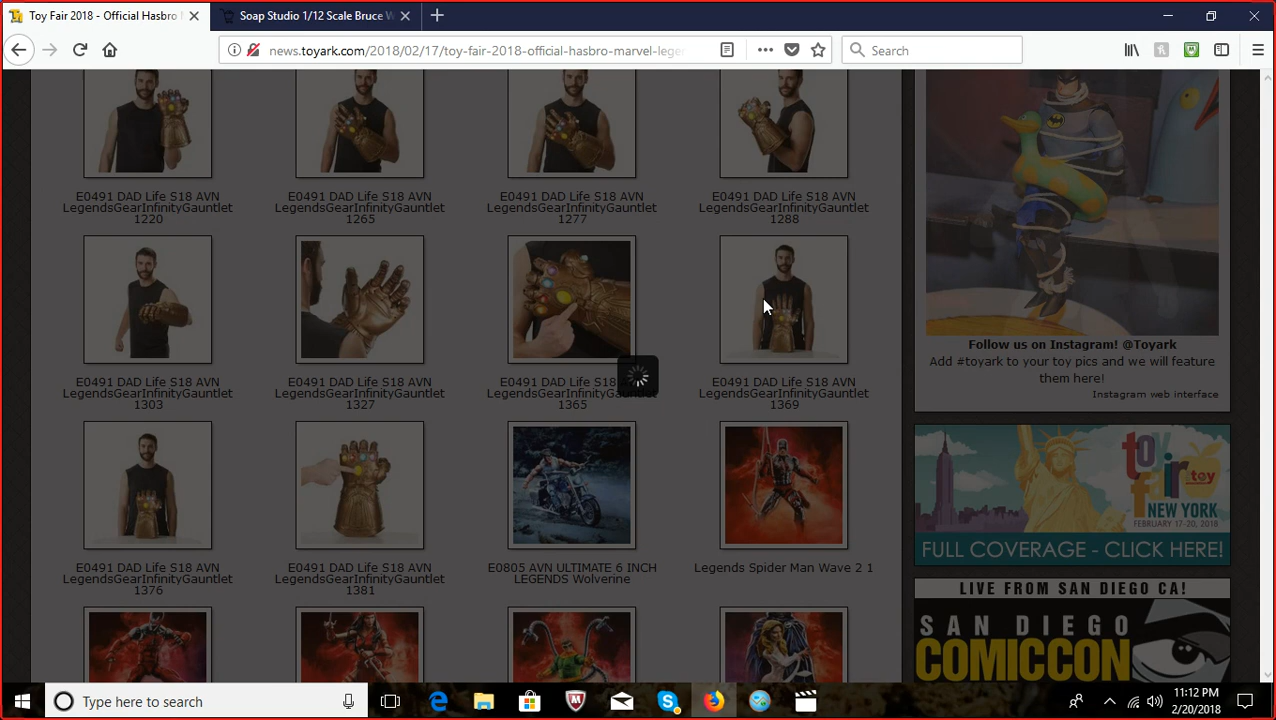 Toy Fair 2018 - Official Hasbro
Soap Studio 1/12 Scale Bruce W
news.toyark.com/2018/02/17/toy-fair-2018-official-hasbro-marvel-lege
Search
E0491 DAD Life S18 AVN
LegendsGearInfinityGauntlet
1220
E0491 DAD Life S18 AVN
LegendsGearInfinityGauntlet
1265
E0491 DAD Life S18 AVN
LegendsGearInfinityGauntlet
1277
E0491 DAD Life S18 AVN
LegendsGearInfinityGauntlet
1288
E0491 DAD Life S18 AVN
LegendsGearInfinityGauntlet
1303
E0491 DAD Life S18 AVN
LegendsGearInfinityGauntlet
1327
E0491 DAD Life S18 AVN
LegendsGearInfinityGauntlet
1365
E0491 DAD Life S18 AVN
LegendsGearInfinityGauntlet
1369
E0491 DAD Life S18 AVN
LegendsGearInfinityGauntlet
1376
E0491 DAD Life S18 AVN
LegendsGearInfinityGauntlet
1381
E0803 AVN ULTIMATE 6 INCH
LEGENDS Wolverine
Legends Spider Man Wave 2 1
Follow us on Instagram! @Toyark
Add #toyark to your toy pics and we will feature
them here!
Instagram web interface
toy
fair
toy
NEW YORK
FEBRUARY 17-20, 2018
FULL COVERAGE - CLICK HERE!
LIVE FROM SAN DIEGO CA!
SAN DIEGO
COMICCON
Type here to search
11:12 PM
2/20/2018